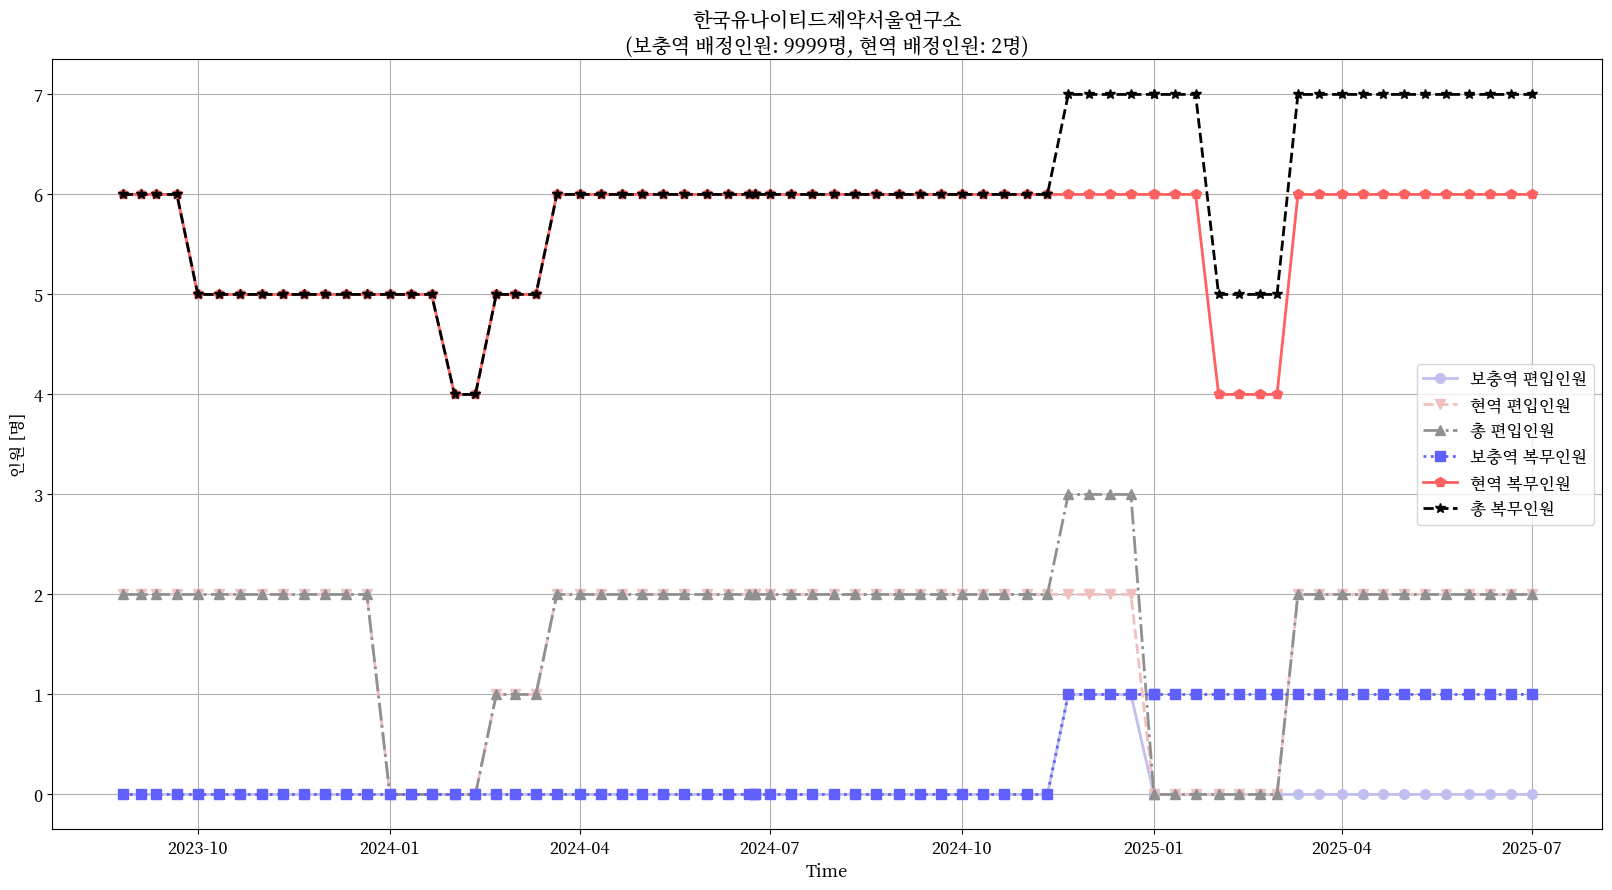 한국유나이티드제약서울연구소
(보충역 배정인원: 9999명, 현역 배정인원: 2명)
인원 [명]
7
6
5
4
3
2
1
0
보충역 편입인원
현역 편입인원
총 편입인원
보충역 복무인원
현역 복무인원
총 복무인원
2023-10
2024-01
2024-04
2024-07
2024-10
2025-01
2025-04
2025-07
Time